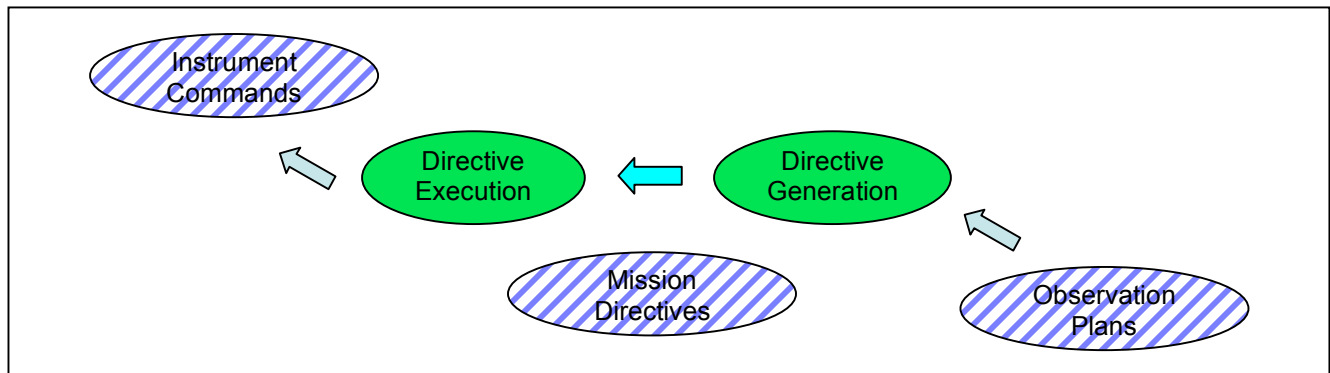 Instrument
Commands
Directive
Execution
Directive
Generation
Mission
Directives
Observation
Plans